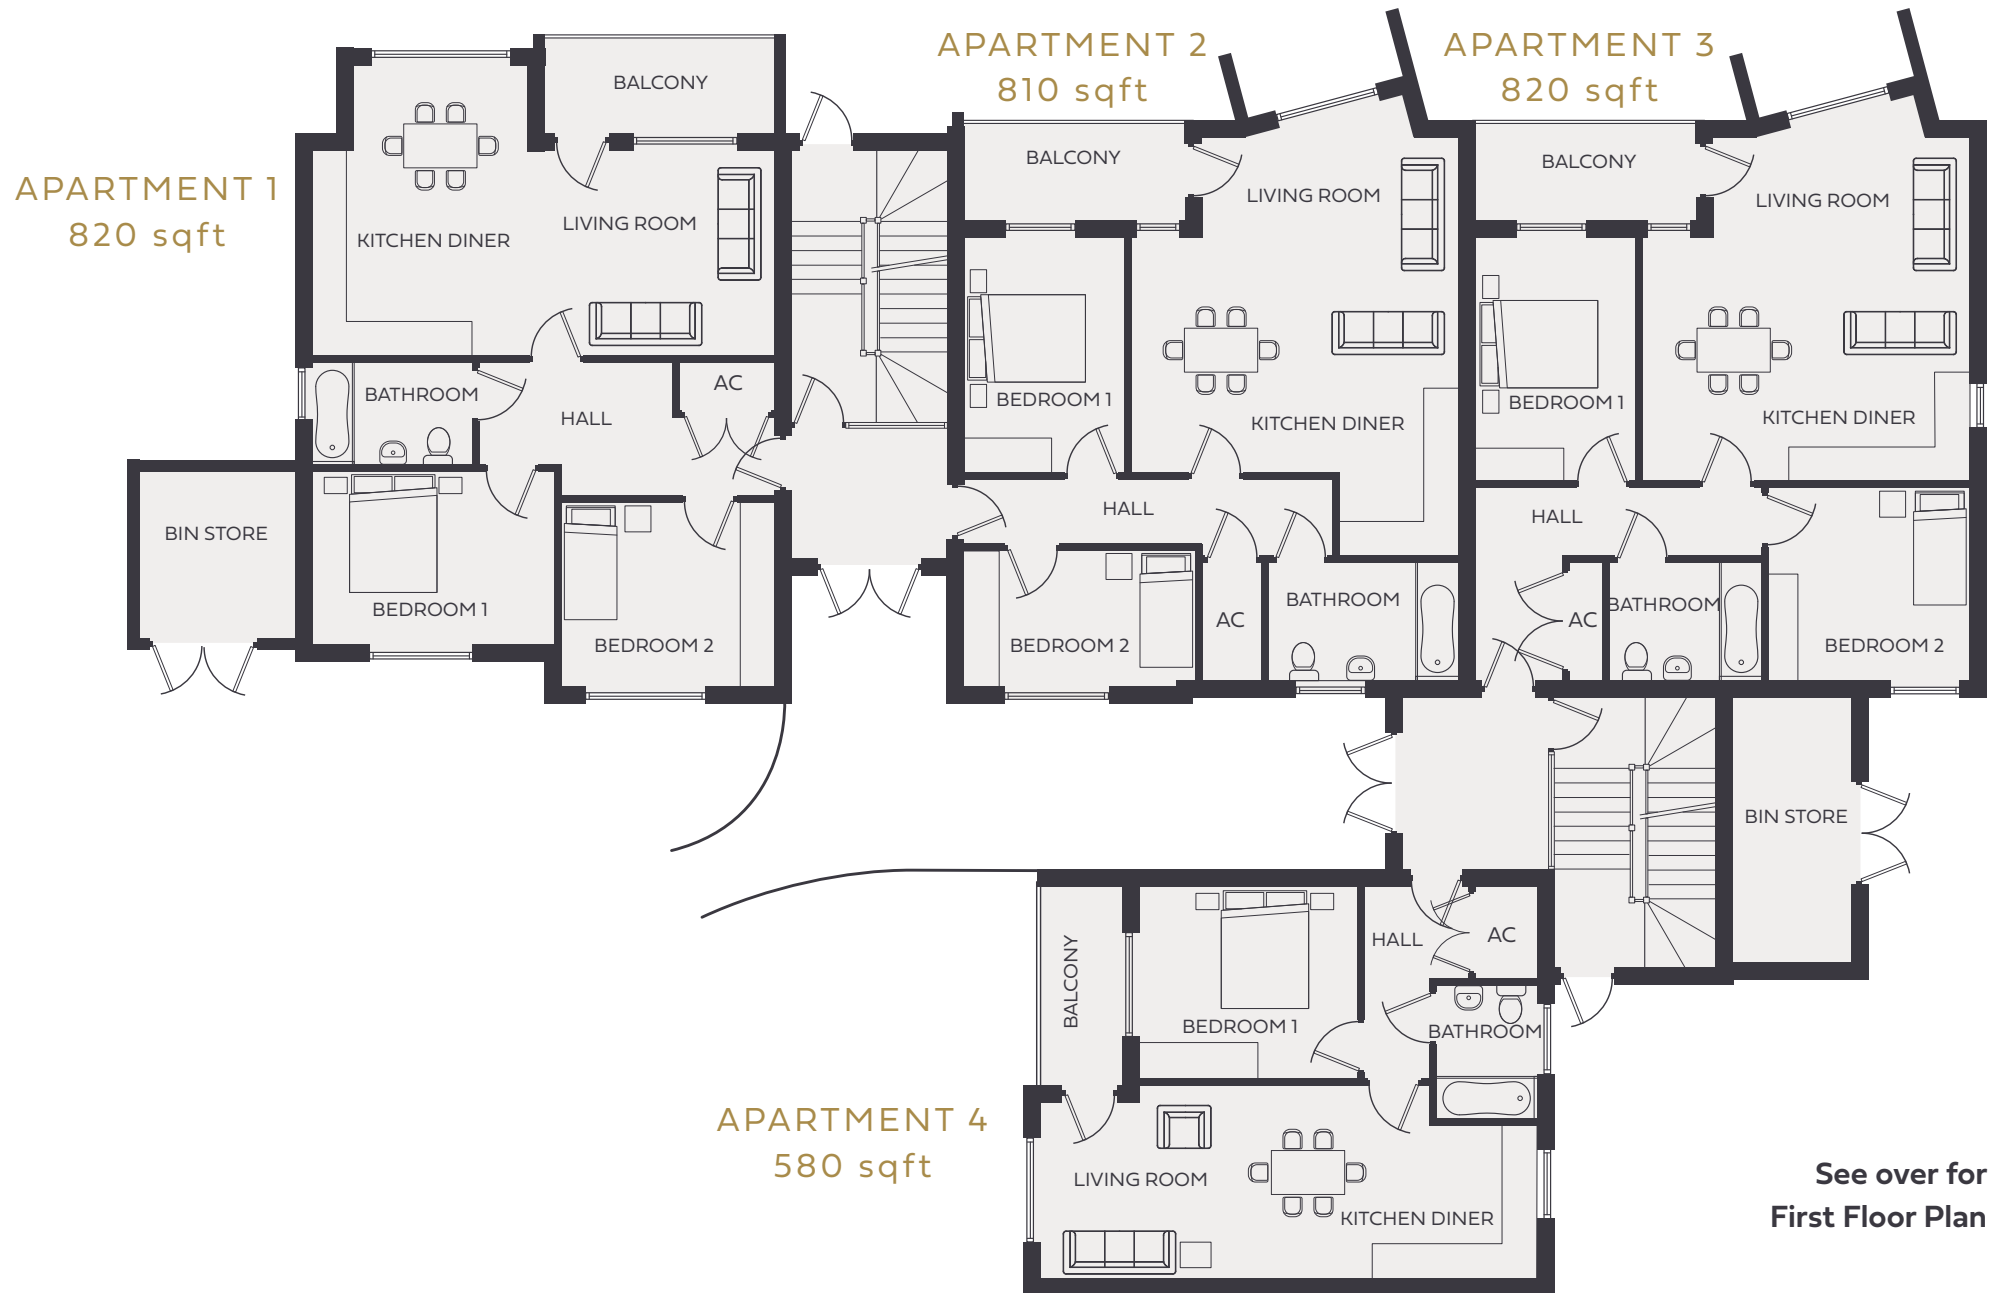 APARTMENT 1
820 sqft
BALCONY
KITCHEN DINER
LIVING ROOM
BATHROOM
HALL
AC
BIN STORE
BEDROOM 1
BEDROOM 2
APARTMENT 2
810 sqft
BALCONY
LIVING ROOM
BEDROOM 1
KITCHEN DINER
HALL
BEDROOM 2
AC
BATHROOM
APARTMENT 3
820 sqft
BALCONY
LIVING ROOM
BEDROOM 1
KITCHEN DINER
HALL
AC
BATHROOM
BEDROOM 2
BIN STORE
APARTMENT 4
580 sqft
BALCONY
BEDROOM 1
HALL
AC
BATHROOM
LIVING ROOM
KITCHEN DINER
See over for
First Floor Plan